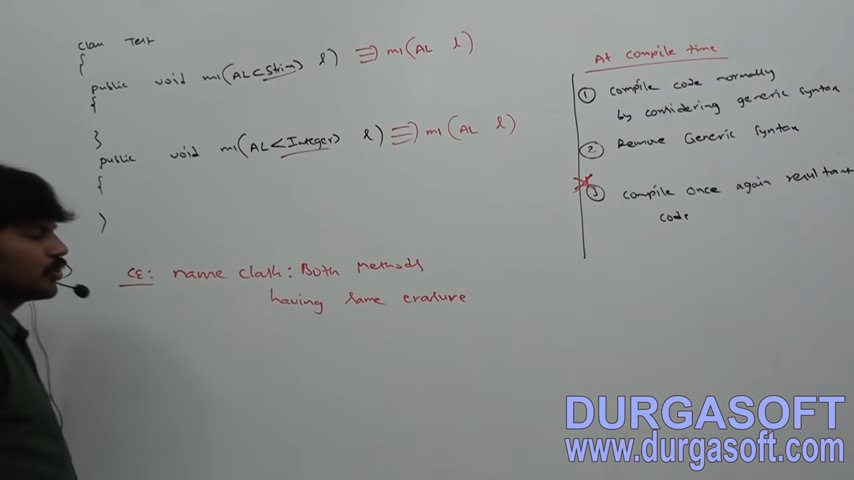 class Test
{
public void m1(AL<String> l) ≡) m1(AL l)
{
}
public void m1(AL<Integer> l) ≡) m1(AL l)
{
}
CE: name clash: Both methods
having same erasure
At compile time
① compile code normally
by considering generic syntax
② Remove Generic syntax
③ compile once again resultant
code
DURGASOFT
www.durgasoft.com